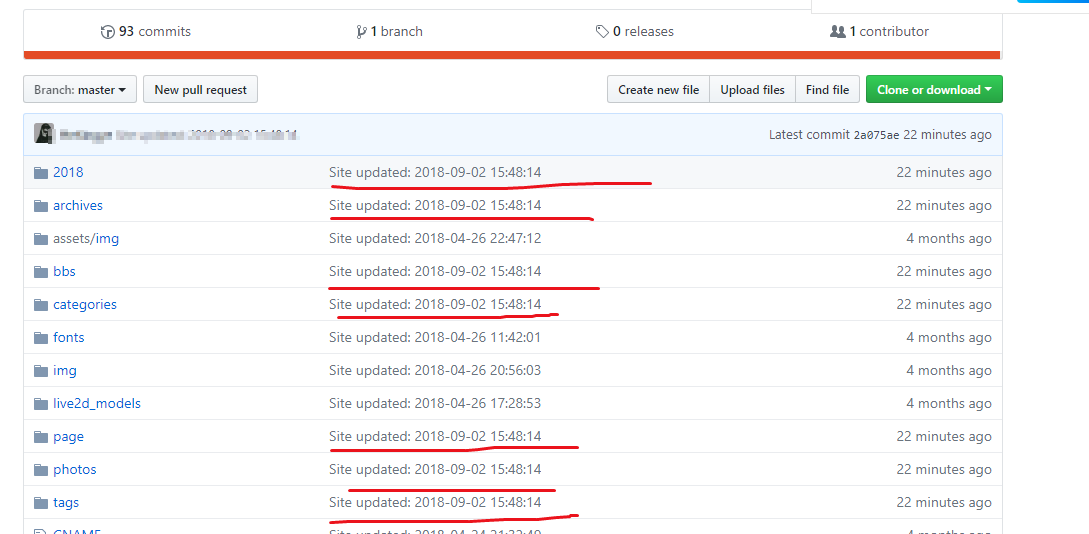 93 commits 1 branch 0 releases 1 contributor
Branch: master New pull request Create new file Upload files Find file Clone or download
2018-09-02 15:48:14 Latest commit 2a075ae 22 minutes ago
2018 Site updated: 2018-09-02 15:48:14 22 minutes ago
archives Site updated: 2018-09-02 15:48:14 22 minutes ago
assets/img Site updated: 2018-04-26 22:47:12 4 months ago
bbs Site updated: 2018-09-02 15:48:14 22 minutes ago
categories Site updated: 2018-09-02 15:48:14 22 minutes ago
fonts Site updated: 2018-04-26 11:42:01 4 months ago
img Site updated: 2018-04-26 20:56:03 4 months ago
live2d_models Site updated: 2018-04-26 17:28:53 4 months ago
page Site updated: 2018-09-02 15:48:14 22 minutes ago
photos Site updated: 2018-09-02 15:48:14 22 minutes ago
tags Site updated: 2018-09-02 15:48:14 22 minutes ago
CNAME Site updated: 2018-04-24 21:32:49 4 months ago